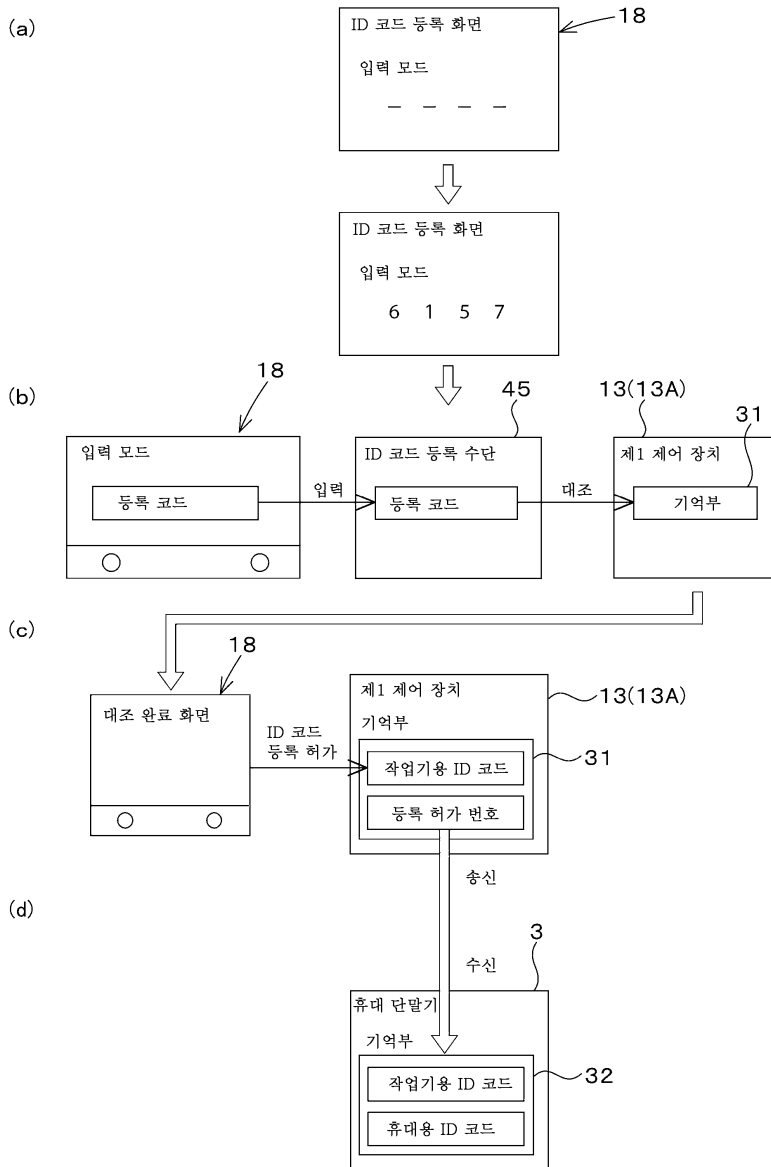 (a)
ID 코드 등록 화면
18
입력 모드
_ _ _ _
ID 코드 등록 화면
입력 모드
6 1 5 7
(b)
18
45
13(13A)
31
입력 모드
ID 코드 등록 수단
제1 제어 장치
등록 코드
입력
등록 코드
대조
기억부
(c)
18
대조 완료 화면
ID 코드
등록 허가
제1 제어 장치
13(13A)
기억부
작업기용 ID 코드
31
등록 허가 번호
송신
(d)
수신
3
휴대 단말기
기억부
작업기용 ID 코드
32
휴대용 ID 코드